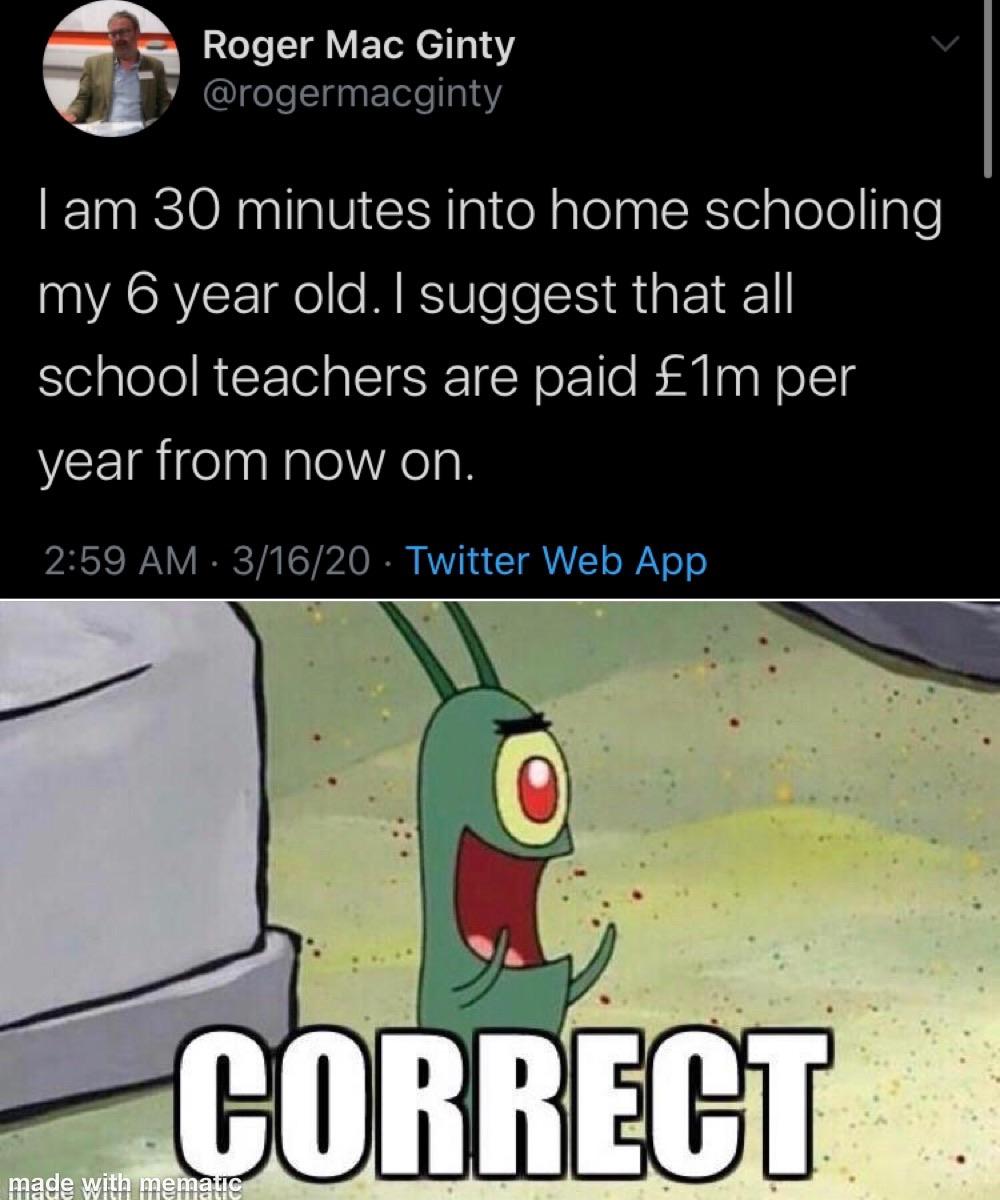 Roger Mac Ginty
@rogermacginty
I am 30 minutes into home schooling
my 6 year old. I suggest that all
school teachers are paid £1m per
year from now on.
2:59 AM · 3/16/20 · Twitter Web App
CORRECT
made with mematic